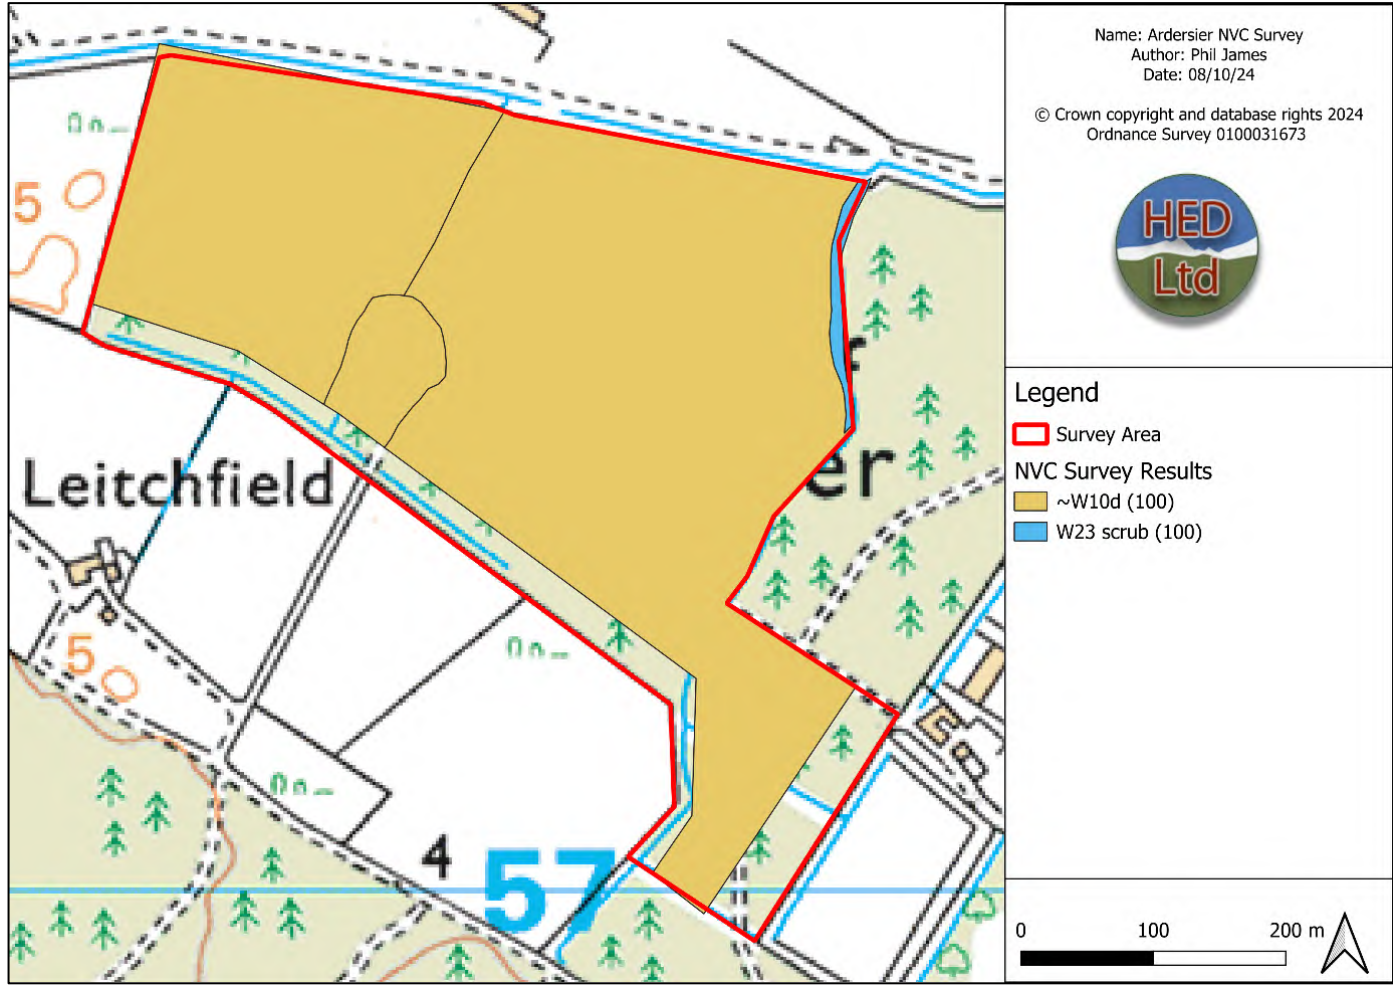 Name: Ardersier NVC Survey
Author: Phil James
Date: 08/10/24
© Crown copyright and database rights 2024
Ordnance Survey 0100031673
HED
Ltd
Legend
Survey Area
NVC Survey Results
~W10d (100)
W23 scrub (100)
0 100 200 m
5
er
Leitchfield
5
4
57